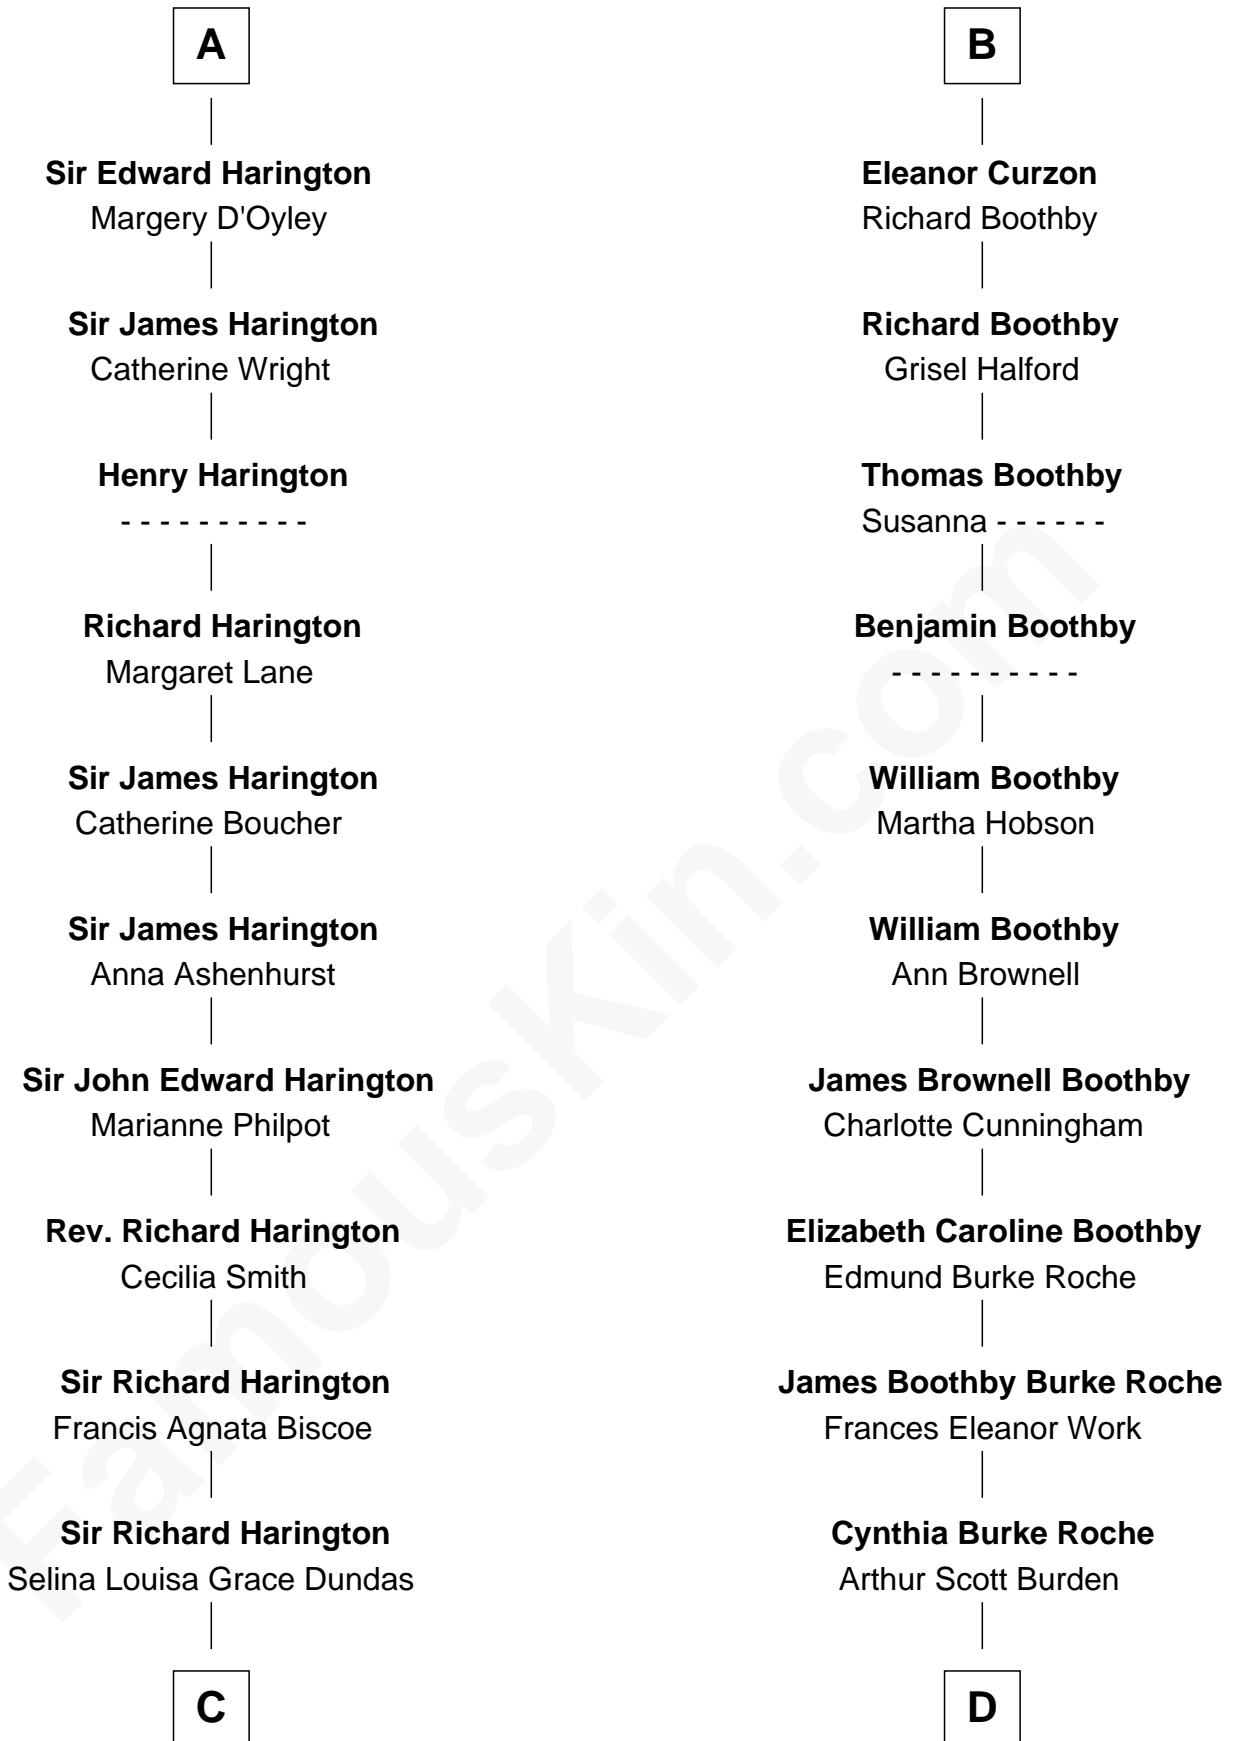 A
Sir Edward Harington
Margery D'Oyley
Sir James Harington
Catherine Wright
Henry Harington
- - - - - - - - - -
Richard Harington
Margaret Lane
Sir James Harington
Catherine Boucher
Sir James Harington
Anna Ashenhurst
Sir John Edward Harington
Marianne Philpot
Rev. Richard Harington
Cecilia Smith
Sir Richard Harington
Francis Agnata Biscoe
Sir Richard Harington
Selina Louisa Grace Dundas
C
B
Eleanor Curzon
Richard Boothby
Richard Boothby
Grisel Halford
Thomas Boothby
Susanna - - - - - -
Benjamin Boothby
- - - - - - - - - -
William Boothby
Martha Hobson
William Boothby
Ann Brownell
James Brownell Boothby
Charlotte Cunningham
Elizabeth Caroline Boothby
Edmund Burke Roche
James Boothby Burke Roche
Frances Eleanor Work
Cynthia Burke Roche
Arthur Scott Burden
D
FamousKin.com